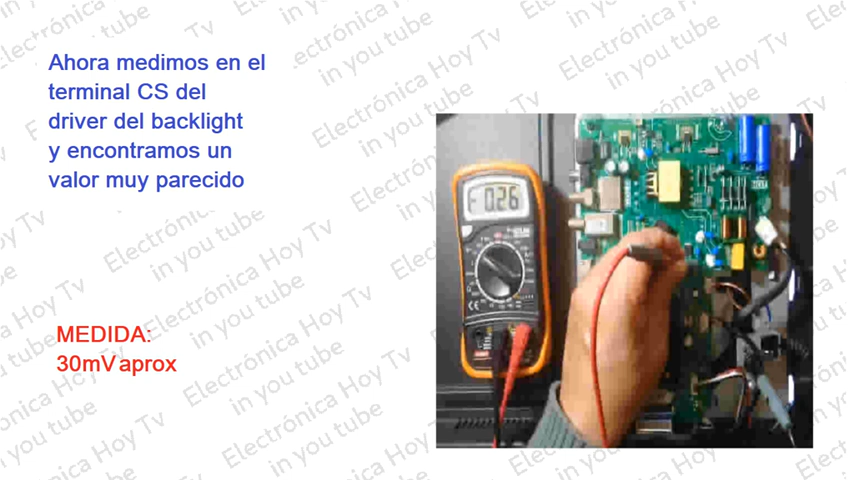 Ahora medimos en el
terminal CS del
driver del backlight
y encontramos un
valor muy parecido
MEDIDA:
30mV aprox
0.26
Electrónica Hoy Tv
in you tube